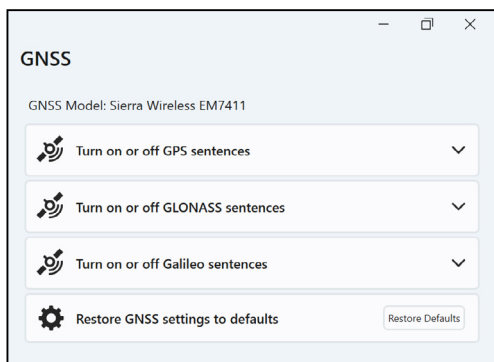 GNSS
GNSS Model: Sierra Wireless EM7411
Turn on or off GPS sentences
Turn on or off GLONASS sentences
Turn on or off Galileo sentences
Restore GNSS settings to defaults Restore Defaults